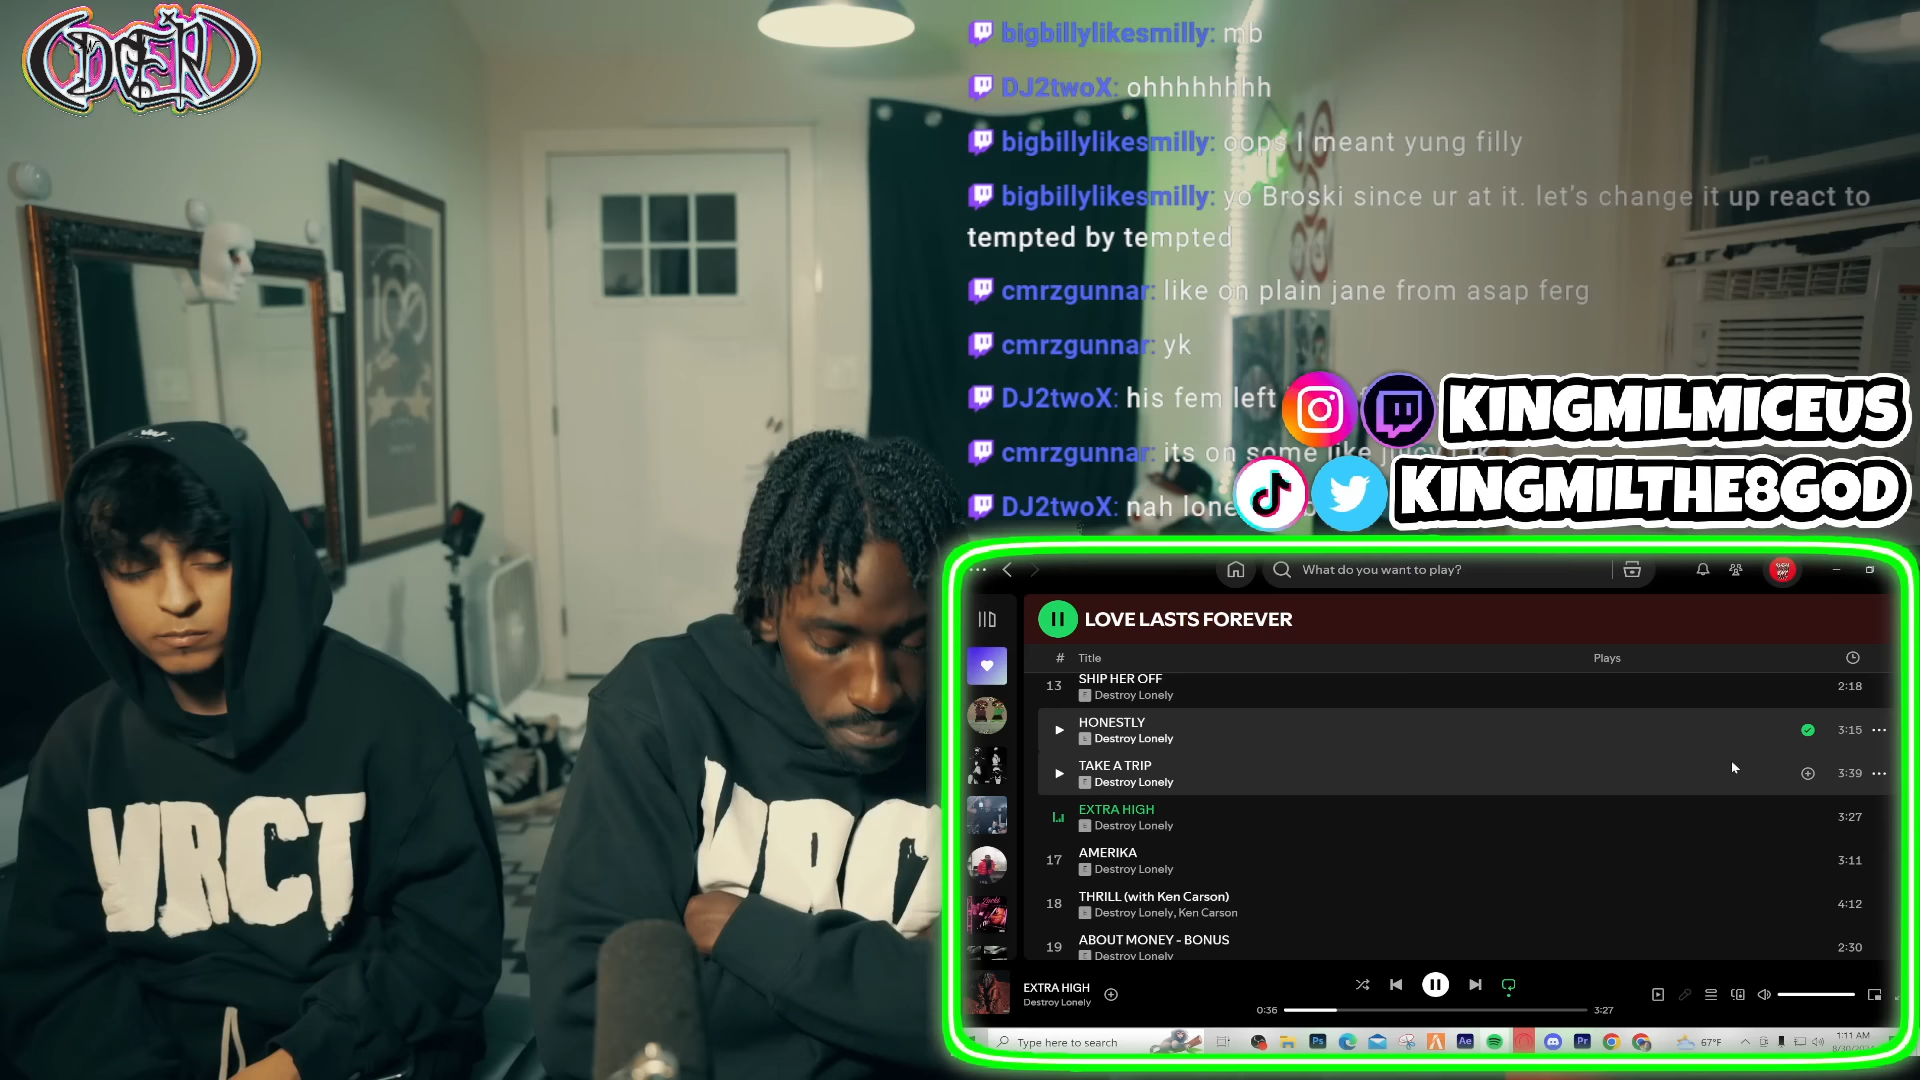 bigbillylikesmilly: mb
DJ2twoX: ohhhhhhhh
bigbillylikesmilly: oops I meant yung filly
bigbillylikesmilly: yo Broski since ur at it. let's change it up react to
tempted by tempted
cmrzgunnar: like on plain jane from asap ferg
cmrzgunnar: yk
DJ2twoX: his fem left
cmrzgunnar: its on some like juicy
DJ2twoX: nah lone
KINGMILMICEUS
KINGMILTHE8GOD
VRCT
VRC
What do you want to play?
LOVE LASTS FOREVER
# Title Plays
13 SHIP HER OFF 2:18
E Destroy Lonely
HONESTLY 3:15
E Destroy Lonely
TAKE A TRIP 3:39
E Destroy Lonely
EXTRA HIGH 3:27
E Destroy Lonely
17 AMERIKA 3:11
E Destroy Lonely
18 THRILL (with Ken Carson) 4:12
E Destroy Lonely, Ken Carson
19 ABOUT MONEY - BONUS 2:30
E Destroy Lonely
EXTRA HIGH
Destroy Lonely
0:36 3:27
Type here to search
Ps Ae Pr
67°F
1:11 AM